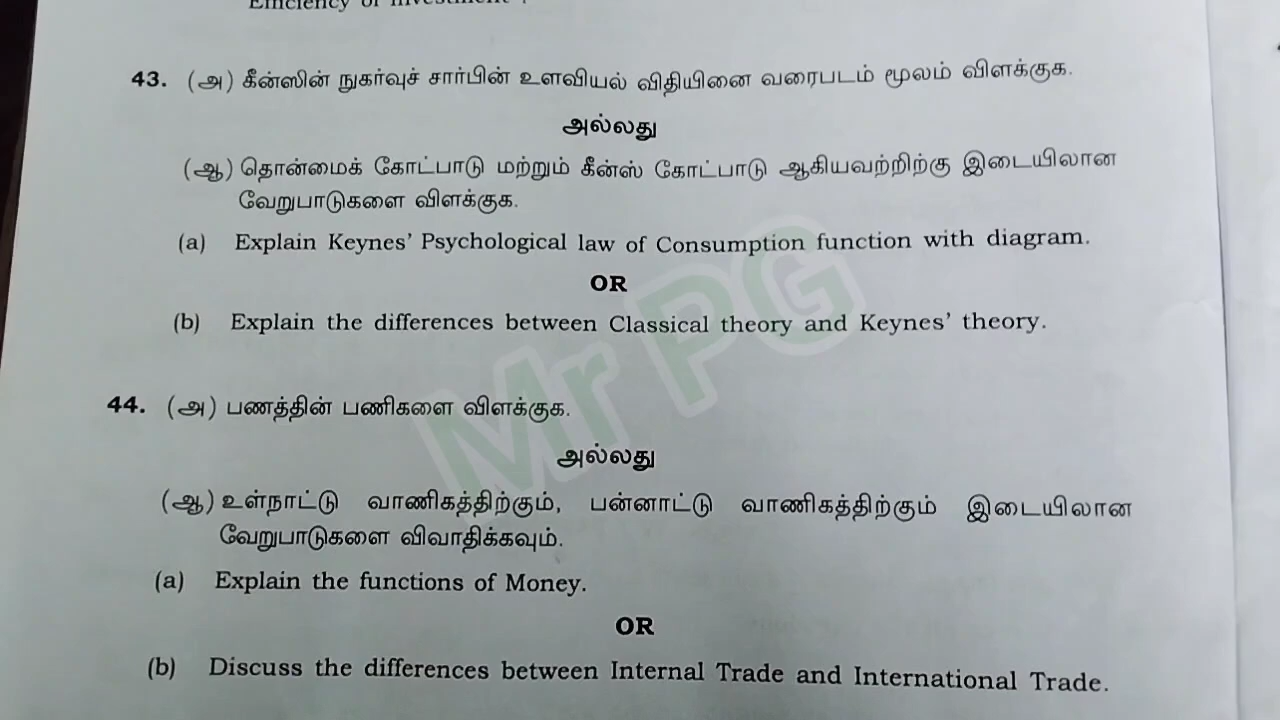 Efficiency of Investment ?
43. (அ) கீன்ஸின் நுகர்வுச் சார்பின் உளவியல் விதியினை வரைபடம் மூலம் விளக்குக.
அல்லது
(ஆ) தொன்மைக் கோட்பாடு மற்றும் கீன்ஸ் கோட்பாடு ஆகியவற்றிற்கு இடையிலான
வேறுபாடுகளை விளக்குக.
(a) Explain Keynes' Psychological law of Consumption function with diagram.
OR
(b) Explain the differences between Classical theory and Keynes' theory.
Mr PG
44. (அ) பணத்தின் பணிகளை விளக்குக.
அல்லது
(ஆ) உள்நாட்டு வாணிகத்திற்கும், பன்னாட்டு வாணிகத்திற்கும் இடையிலான
வேறுபாடுகளை விவாதிக்கவும்.
(a) Explain the functions of Money.
OR
(b) Discuss the differences between Internal Trade and International Trade.